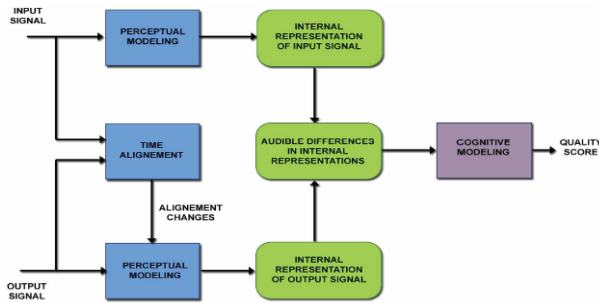 INPUT
SIGNAL
PERCEPTUAL
MODELING
INTERNAL
REPRESENTATION
OF INPUT SIGNAL
TIME
ALIGNEMENT
AUDIBLE DIFFERENCES
IN INTERNAL
REPRESENTATIONS
COGNITIVE
MODELING
QUALITY
SCORE
ALIGNEMENT
CHANGES
OUTPUT
SIGNAL
PERCEPTUAL
MODELING
INTERNAL
REPRESENTATION
OF OUTPUT SIGNAL